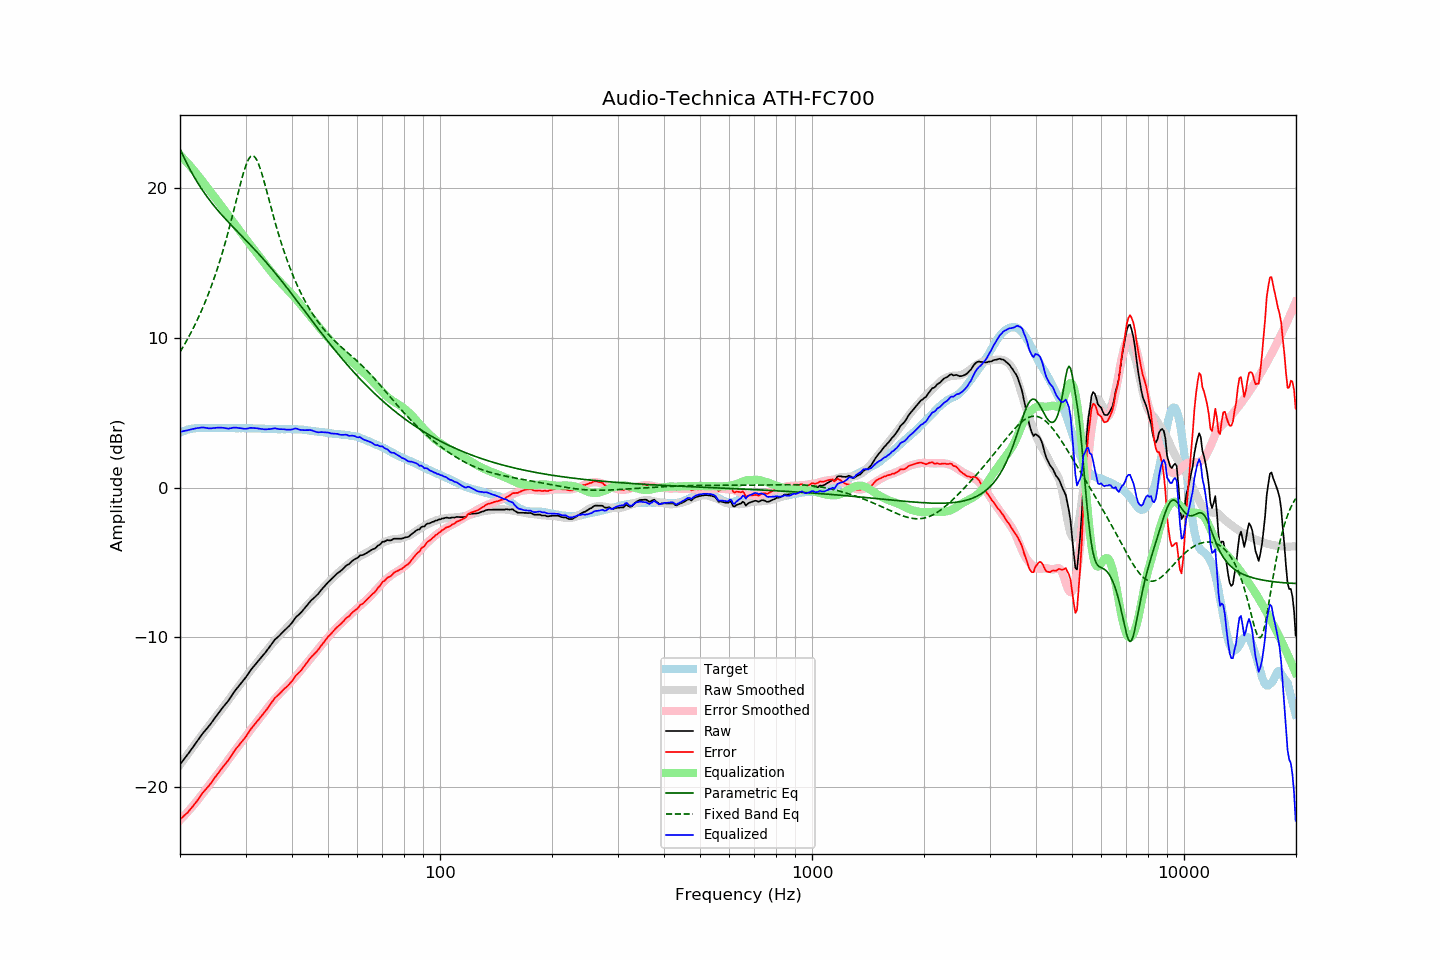 Audio-Technica ATH-FC700
Amplitude (dBr)
20
10
0
−10
−20
Target
Raw Smoothed
Error Smoothed
Raw
Error
Equalization
Parametric Eq
Fixed Band Eq
Equalized
100
1000
10000
Frequency (Hz)